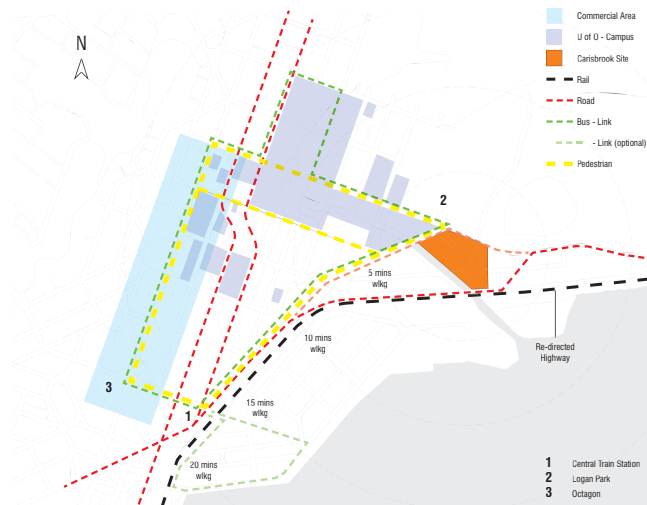 N
Commercial Area
U of O - Campus
Carisbrook Site
Rail
Road
Bus - Link
- Link (optional)
Pedestrian
2
5 mins
wlkg
10 mins
wlkg
Re-directed
Highway
3
15 mins
wlkg
1
20 mins
wlkg
1 Central Train Station
2 Logan Park
3 Octagon